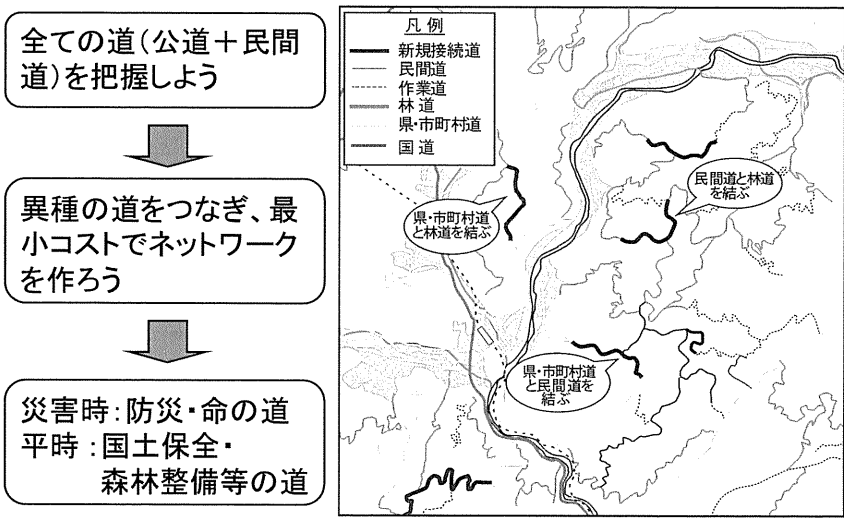 全ての道(公道＋民間
道)を把握しよう
異種の道をつなぎ、最
小コストでネットワーク
を作ろう
災害時：防災・命の道
平時：国土保全・
森林整備等の道
凡例
新規接続道
民間道
作業道
林道
県・市町村道
国道
民間道と林道
を結ぶ
県・市町村道
と林道を結ぶ
県・市町村道
と民間道を
結ぶ